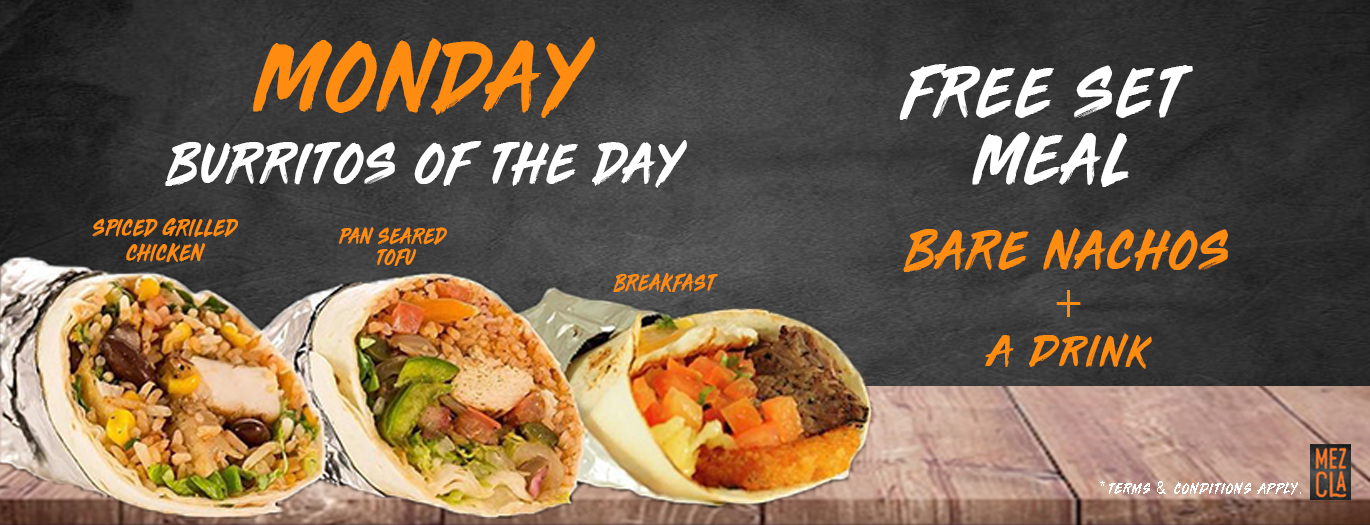 MONDAY
BURRITOS OF THE DAY
SPICED GRILLED
CHICKEN
PAN SEARED
TOFU
BREAKFAST
FREE SET
MEAL
BARE NACHOS
+
A DRINK
*TERMS & CONDITIONS APPLY.
MEZ
CLA